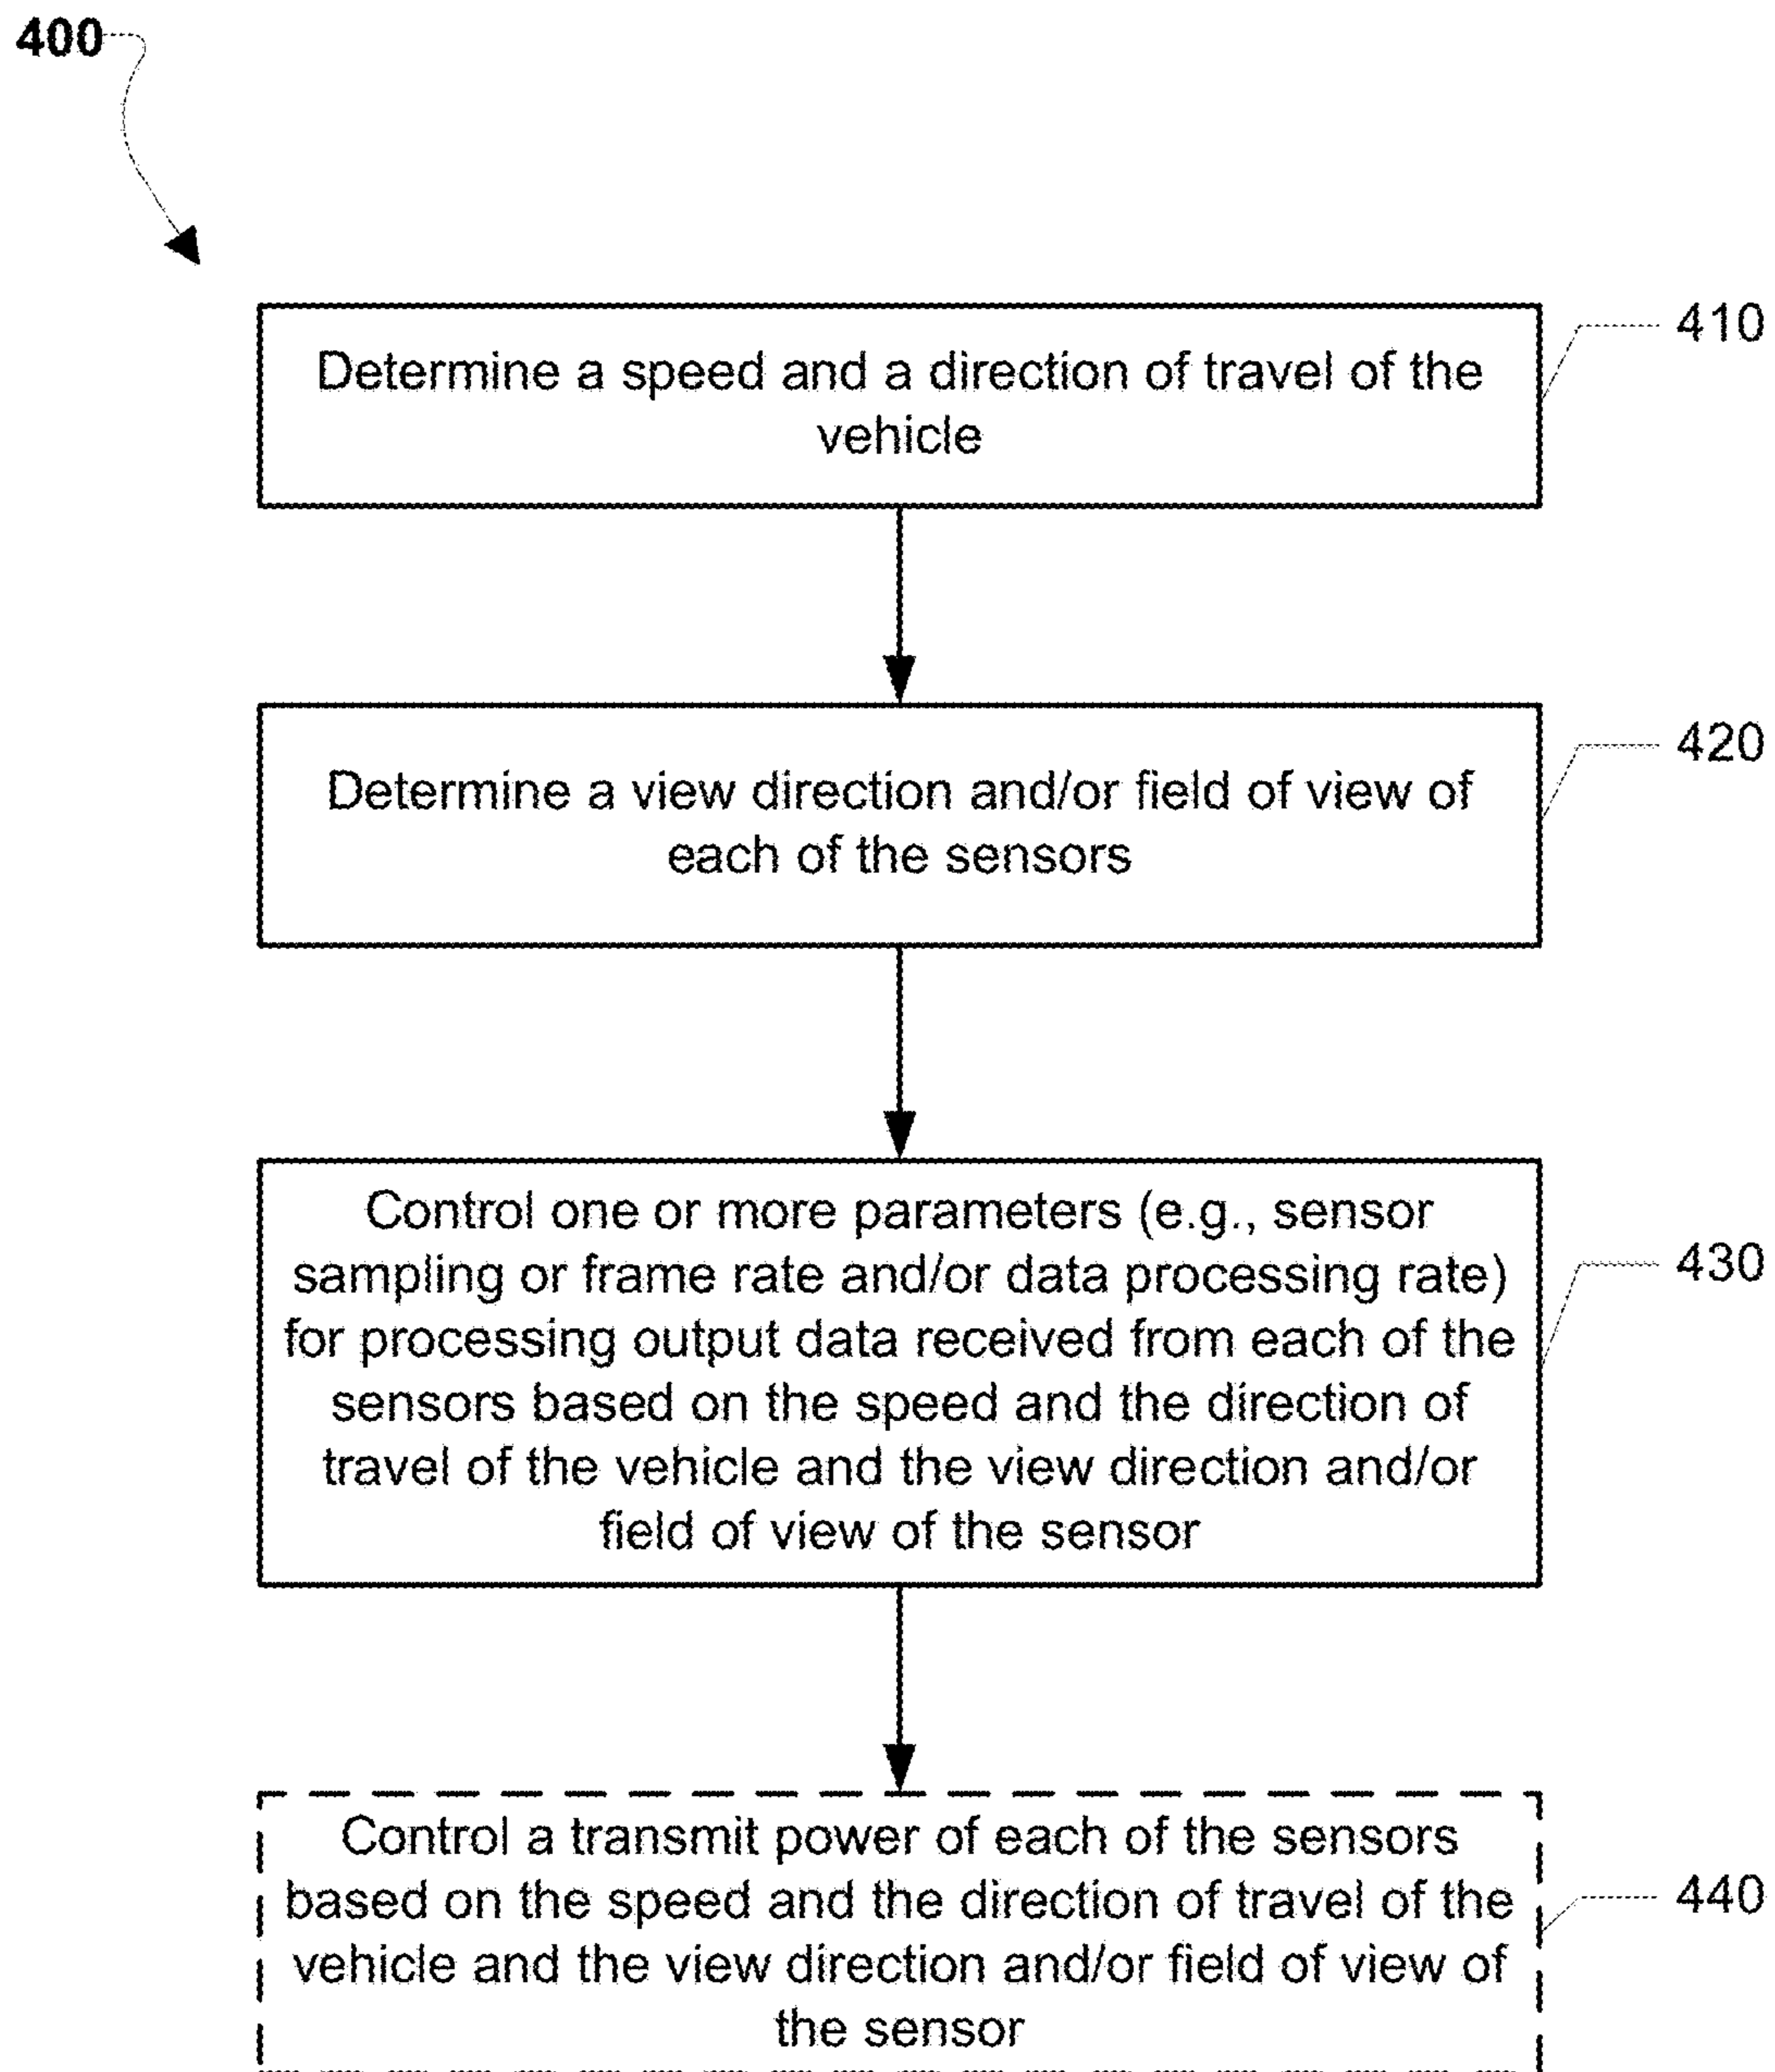 400
410
Determine a speed and a direction of travel of the
vehicle
420
Determine a view direction and/or field of view of
each of the sensors
Control one or more parameters (e.g., sensor
sampling or frame rate and/or data processing rate)
430
for processing output data received from each of the
sensors based on the speed and the direction of
travel of the vehicle and the view direction and/or
field of view of the sensor
Control a transmit power of each of the sensors
based on the speed and the direction of travel of the
440
vehicle and the view direction and/or field of view of
the sensor